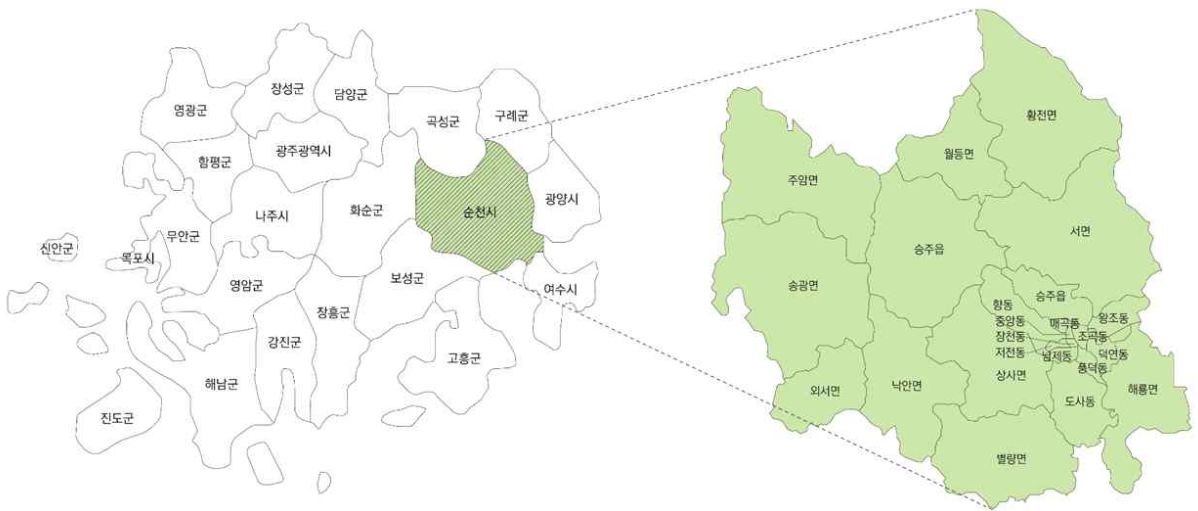 영광군
장성군
담양군
곡성군
구례군
함평군
광주광역시
나주시
화순군
순천시
광양시
신안군
목포시
무안군
영암군
보성군
여수시
강진군
장흥군
고흥군
해남군
진도군
황전면
월등면
주암면
서면
승주읍
송광면
향동
승주읍
중앙동
매곡동
왕조동
장천동
조곡동
저전동
남제동
덕연동
풍덕동
상사면
외서면
낙안면
도사동
해룡면
별량면